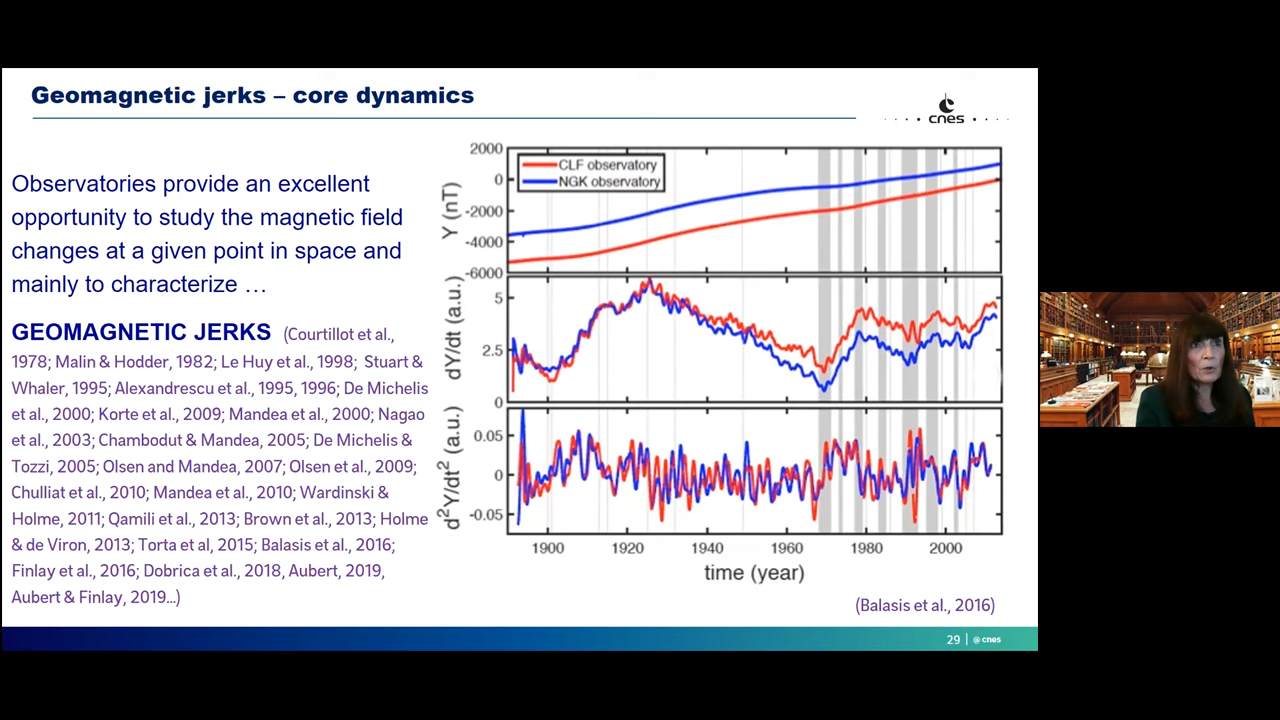 Geomagnetic jerks – core dynamics
cnes
Observatories provide an excellent
opportunity to study the magnetic field
changes at a given point in space and
mainly to characterize …
GEOMAGNETIC JERKS (Courtillot et al.,
1978; Malin & Hodder, 1982; Le Huy et al., 1998; Stuart &
Whaler, 1995; Alexandrescu et al., 1995, 1996; De Michelis
et al., 2000; Korte et al., 2009; Mandea et al., 2000; Nagao
et al., 2003; Chambodut & Mandea, 2005; De Michelis &
Tozzi, 2005; Olsen and Mandea, 2007; Olsen et al., 2009;
Chulliat et al., 2010; Mandea et al., 2010; Wardinski &
Holme, 2011; Qamili et al., 2013; Brown et al., 2013; Holme
& de Viron, 2013; Torta et al, 2015; Balasis et al., 2016;
Finlay et al., 2016; Dobrica et al., 2018, Aubert, 2019,
Aubert & Finlay, 2019…)
CLF observatory
NGK observatory
Y (nT)
2000
0
-2000
-4000
-6000
dY/dt (a.u.)
5
2.5
0
d²Y/dt² (a.u.)
0.05
0
-0.05
1900 1920 1940 1960 1980 2000
time (year)
(Balasis et al., 2016)
29 | @ cnes